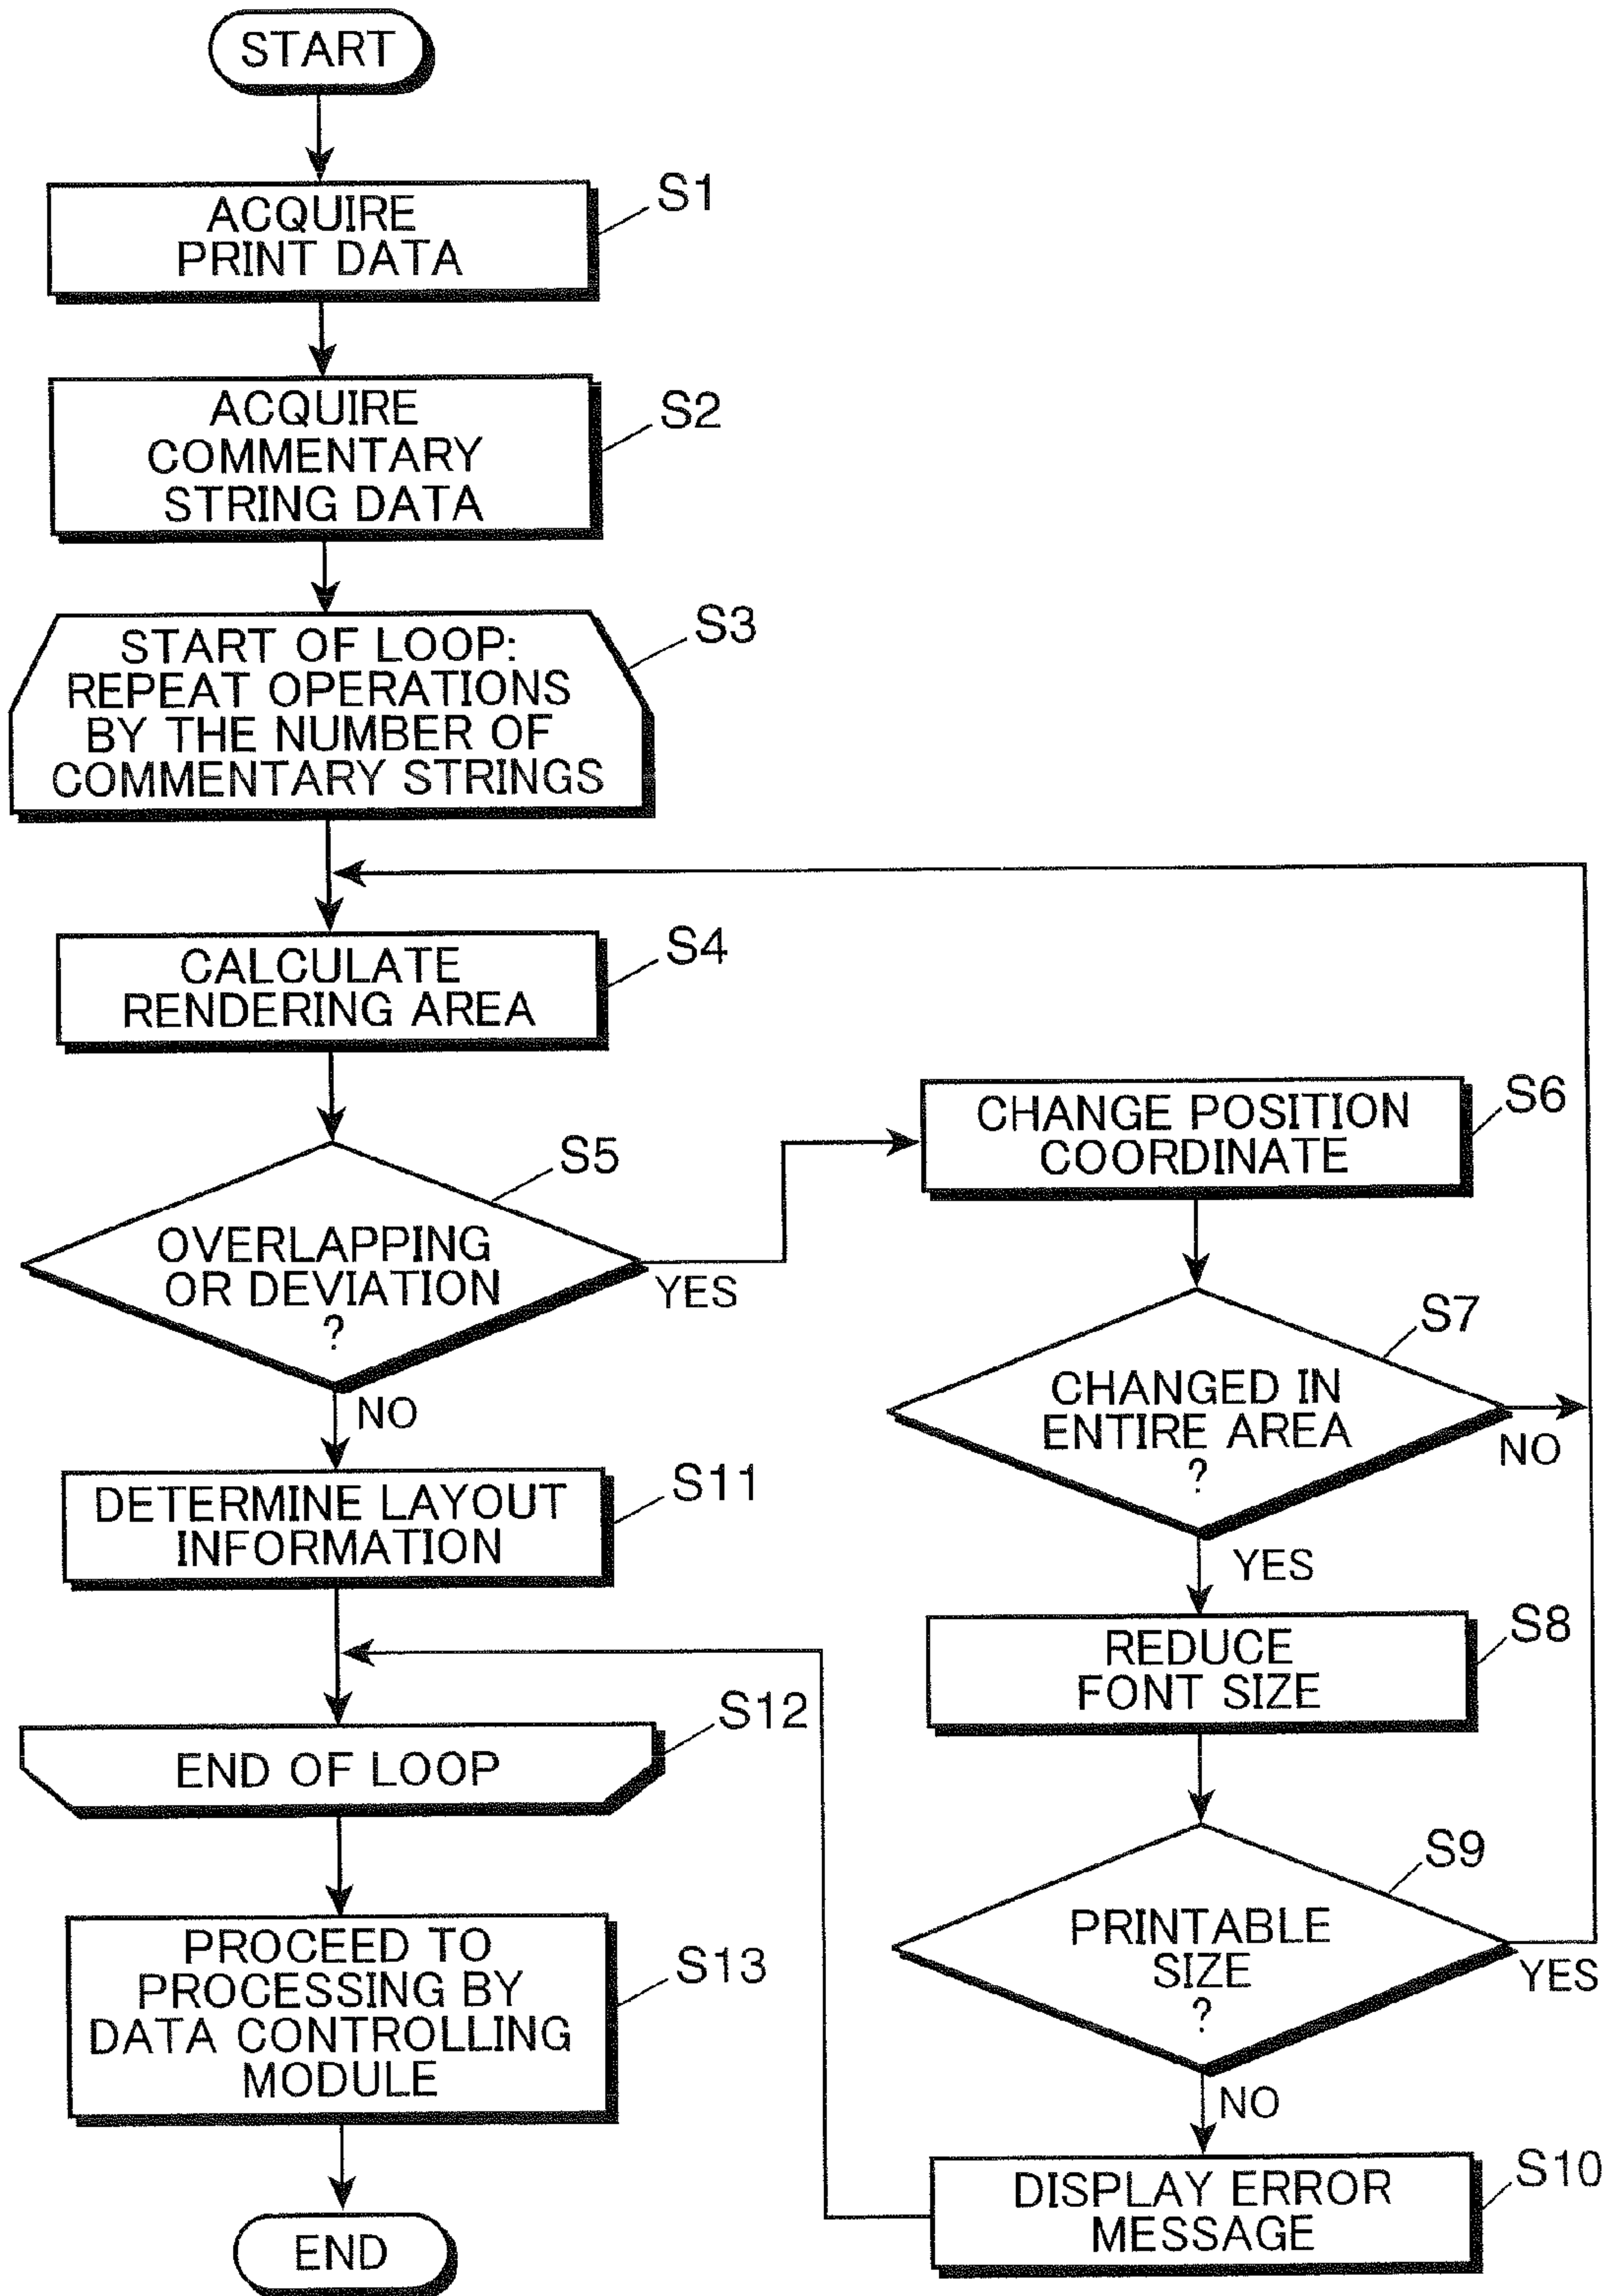 START
ACQUIRE
PRINT DATA
S1
ACQUIRE
COMMENTARY
STRING DATA
S2
START OF LOOP:
REPEAT OPERATIONS
BY THE NUMBER OF
COMMENTARY STRINGS
S3
CALCULATE
RENDERING AREA
S4
OVERLAPPING
OR DEVIATION
?
S5
YES
NO
CHANGE POSITION
COORDINATE
S6
CHANGED IN
ENTIRE AREA
?
S7
NO
YES
REDUCE
FONT SIZE
S8
PRINTABLE
SIZE
?
S9
YES
NO
DISPLAY ERROR
MESSAGE
S10
DETERMINE LAYOUT
INFORMATION
S11
END OF LOOP
S12
PROCEED TO
PROCESSING BY
DATA CONTROLLING
MODULE
S13
END